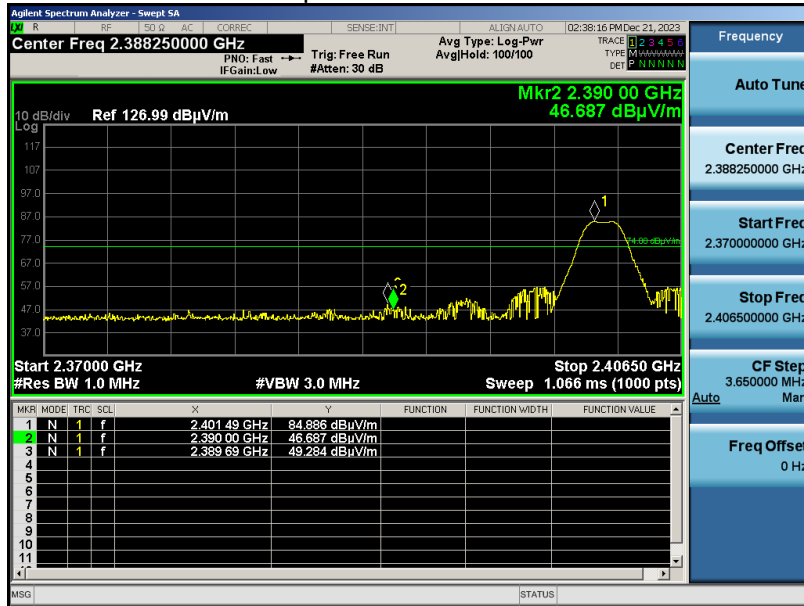 Agilent Spectrum Analyzer - Swept SA
LXI R RF 50 Ω AC CORREC SENSE:INT ALIGN AUTO 02:38:16 PM Dec 21, 2023
Center Freq 2.388250000 GHz
PNO: Fast
IFGain:Low
Trig: Free Run
#Atten: 30 dB
Avg Type: Log-Pwr
Avg|Hold: 100/100
TRACE 1 2 3 4 5 6
TYPE M
DET P N N N N N
Mkr2 2.390 00 GHz
46.687 dBµV/m
10 dB/div Ref 126.99 dBµV/m
Log
117
107
97.0
87.0
77.0
67.0
57.0
47.0
37.0
1
2
74.00 dBµV/m
Start 2.37000 GHz Stop 2.40650 GHz
#Res BW 1.0 MHz #VBW 3.0 MHz Sweep 1.066 ms (1000 pts)
MKR MODE TRC SCL X Y FUNCTION FUNCTION WIDTH FUNCTION VALUE
1 N 1 f 2.401 49 GHz 84.886 dBµV/m
2 N 1 f 2.390 00 GHz 46.687 dBµV/m
3 N 1 f 2.389 69 GHz 49.284 dBµV/m
4
5
6
7
8
9
10
11
MSG STATUS
Frequency
Auto Tune
Center Freq
2.388250000 GHz
Start Freq
2.370000000 GHz
Stop Freq
2.406500000 GHz
CF Step
3.650000 MHz
Auto Man
Freq Offset
0 Hz